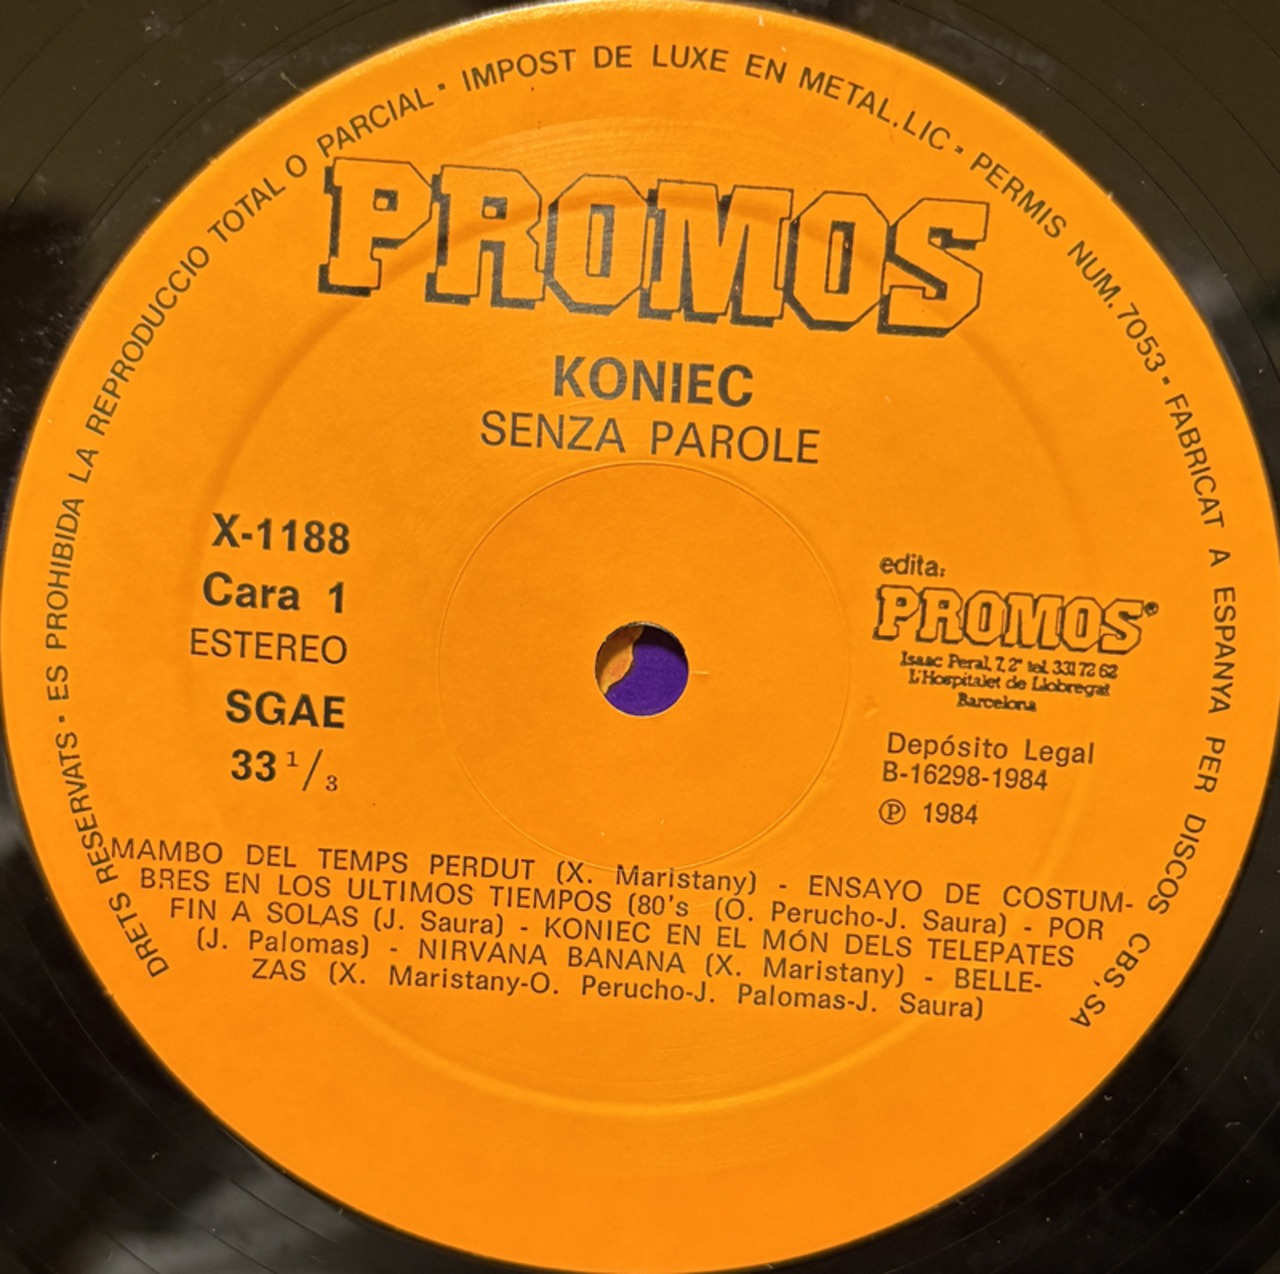 DRETS RESERVATS · ES PROHIBIDA LA REPRODUCCIO TOTAL O PARCIAL · IMPOST DE LUXE EN METAL.LIC · PERMIS NUM. 7053 · FABRICAT A ESPANYA PER DISCOS CBS, SA
PROMOS
KONIEC
SENZA PAROLE
X-1188
Cara 1
ESTEREO
SGAE
33 1/3
edita:
PROMOS®
Isaac Peral, 7, 2º tel. 331 72 62
L'Hospitalet de Llobregat
Barcelona
Depósito Legal
B-16298-1984
℗ 1984
MAMBO DEL TEMPS PERDUT (X. Maristany) - ENSAYO DE COSTUM-
BRES EN LOS ULTIMOS TIEMPOS (80's (O. Perucho-J. Saura) - POR
FIN A SOLAS (J. Saura) - KONIEC EN EL MÓN DELS TELEPATES
(J. Palomas) - NIRVANA BANANA (X. Maristany) - BELLE-
ZAS (X. Maristany-O. Perucho-J. Palomas-J. Saura)